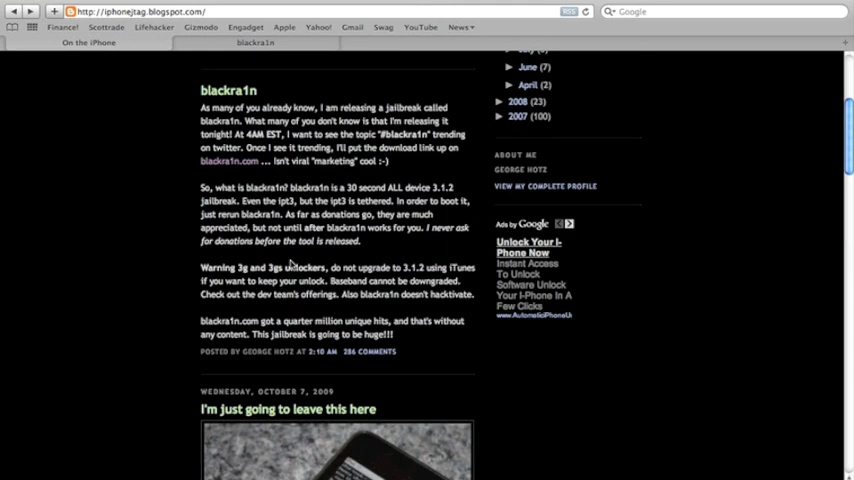 http://iphonejtag.blogspot.com/
RSS
Google
Finance! Scottrade Lifehacker Gizmodo Engadget Apple Yahoo! Gmail Swag YouTube News
On the iPhone
blackra1n
blackra1n
As many of you already know, I am releasing a jailbreak called
blackra1n. What many of you don't know is that I'm releasing it
tonight! At 4AM EST, I want to see the topic "#blackra1n" trending
on twitter. Once I see it trending, I'll put the download link up on
blackra1n.com ... Isn't viral "marketing" cool :-)
So, what is blackra1n? blackra1n is a 30 second ALL device 3.1.2
jailbreak. Even the ipt3, but the ipt3 is tethered. In order to boot it,
just rerun blackra1n. As far as donations go, they are much
appreciated, but not until after blackra1n works for you. I never ask
for donations before the tool is released.
Warning 3g and 3gs unlockers, do not upgrade to 3.1.2 using iTunes
if you want to keep your unlock. Baseband cannot be downgraded.
Check out the dev team's offerings. Also blackra1n doesn't hacktivate.
blackra1n.com got a quarter million unique hits, and that's without
any content. This jailbreak is going to be huge!!!
POSTED BY GEORGE HOTZ AT 2:10 AM 286 COMMENTS
WEDNESDAY, OCTOBER 7, 2009
I'm just going to leave this here
June (7)
April (2)
2008 (23)
2007 (100)
ABOUT ME
GEORGE HOTZ
VIEW MY COMPLETE PROFILE
Ads by Google
Unlock Your I-
Phone Now
Instant Access
To Unlock
Software Unlock
Your I-Phone In A
Few Clicks